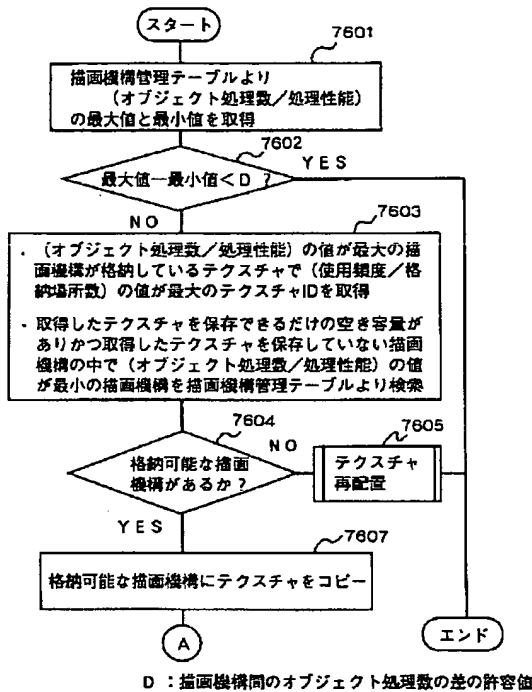 スタート
7601
描画機構管理テーブルより
(オブジェクト処理数/処理性能)
の最大値と最小値を取得
7602
最大値ー最小値<D ?
YES
NO
7603
・(オブジェクト処理数/処理性能)の値が最大の描
画機構が格納しているテクスチャで(使用頻度/格
納場所数)の値が最大のテクスチャIDを取得
・取得したテクスチャを保存できるだけの空き容量が
ありかつ取得したテクスチャを保存していない描画
機構の中で(オブジェクト処理数/処理性能)の値
が最小の描画機構を描画機構管理テーブルより検索
7604
格納可能な描画
機構があるか?
NO
7605
テクスチャ
再配置
YES
7607
格納可能な描画機構にテクスチャをコピー
A
エンド
D :描画機構間のオブジェクト処理数の差の許容値